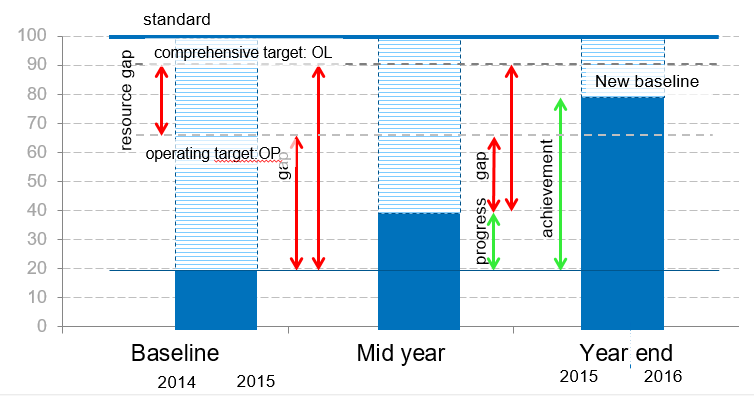 standard
100
comprehensive target: OL
90
resource gap
80
New baseline
70
60
operating target:OP
gap
gap
achievement
50
40
progress
30
20
10
0
Baseline
Mid year
Year end
2014
2015
2015
2016